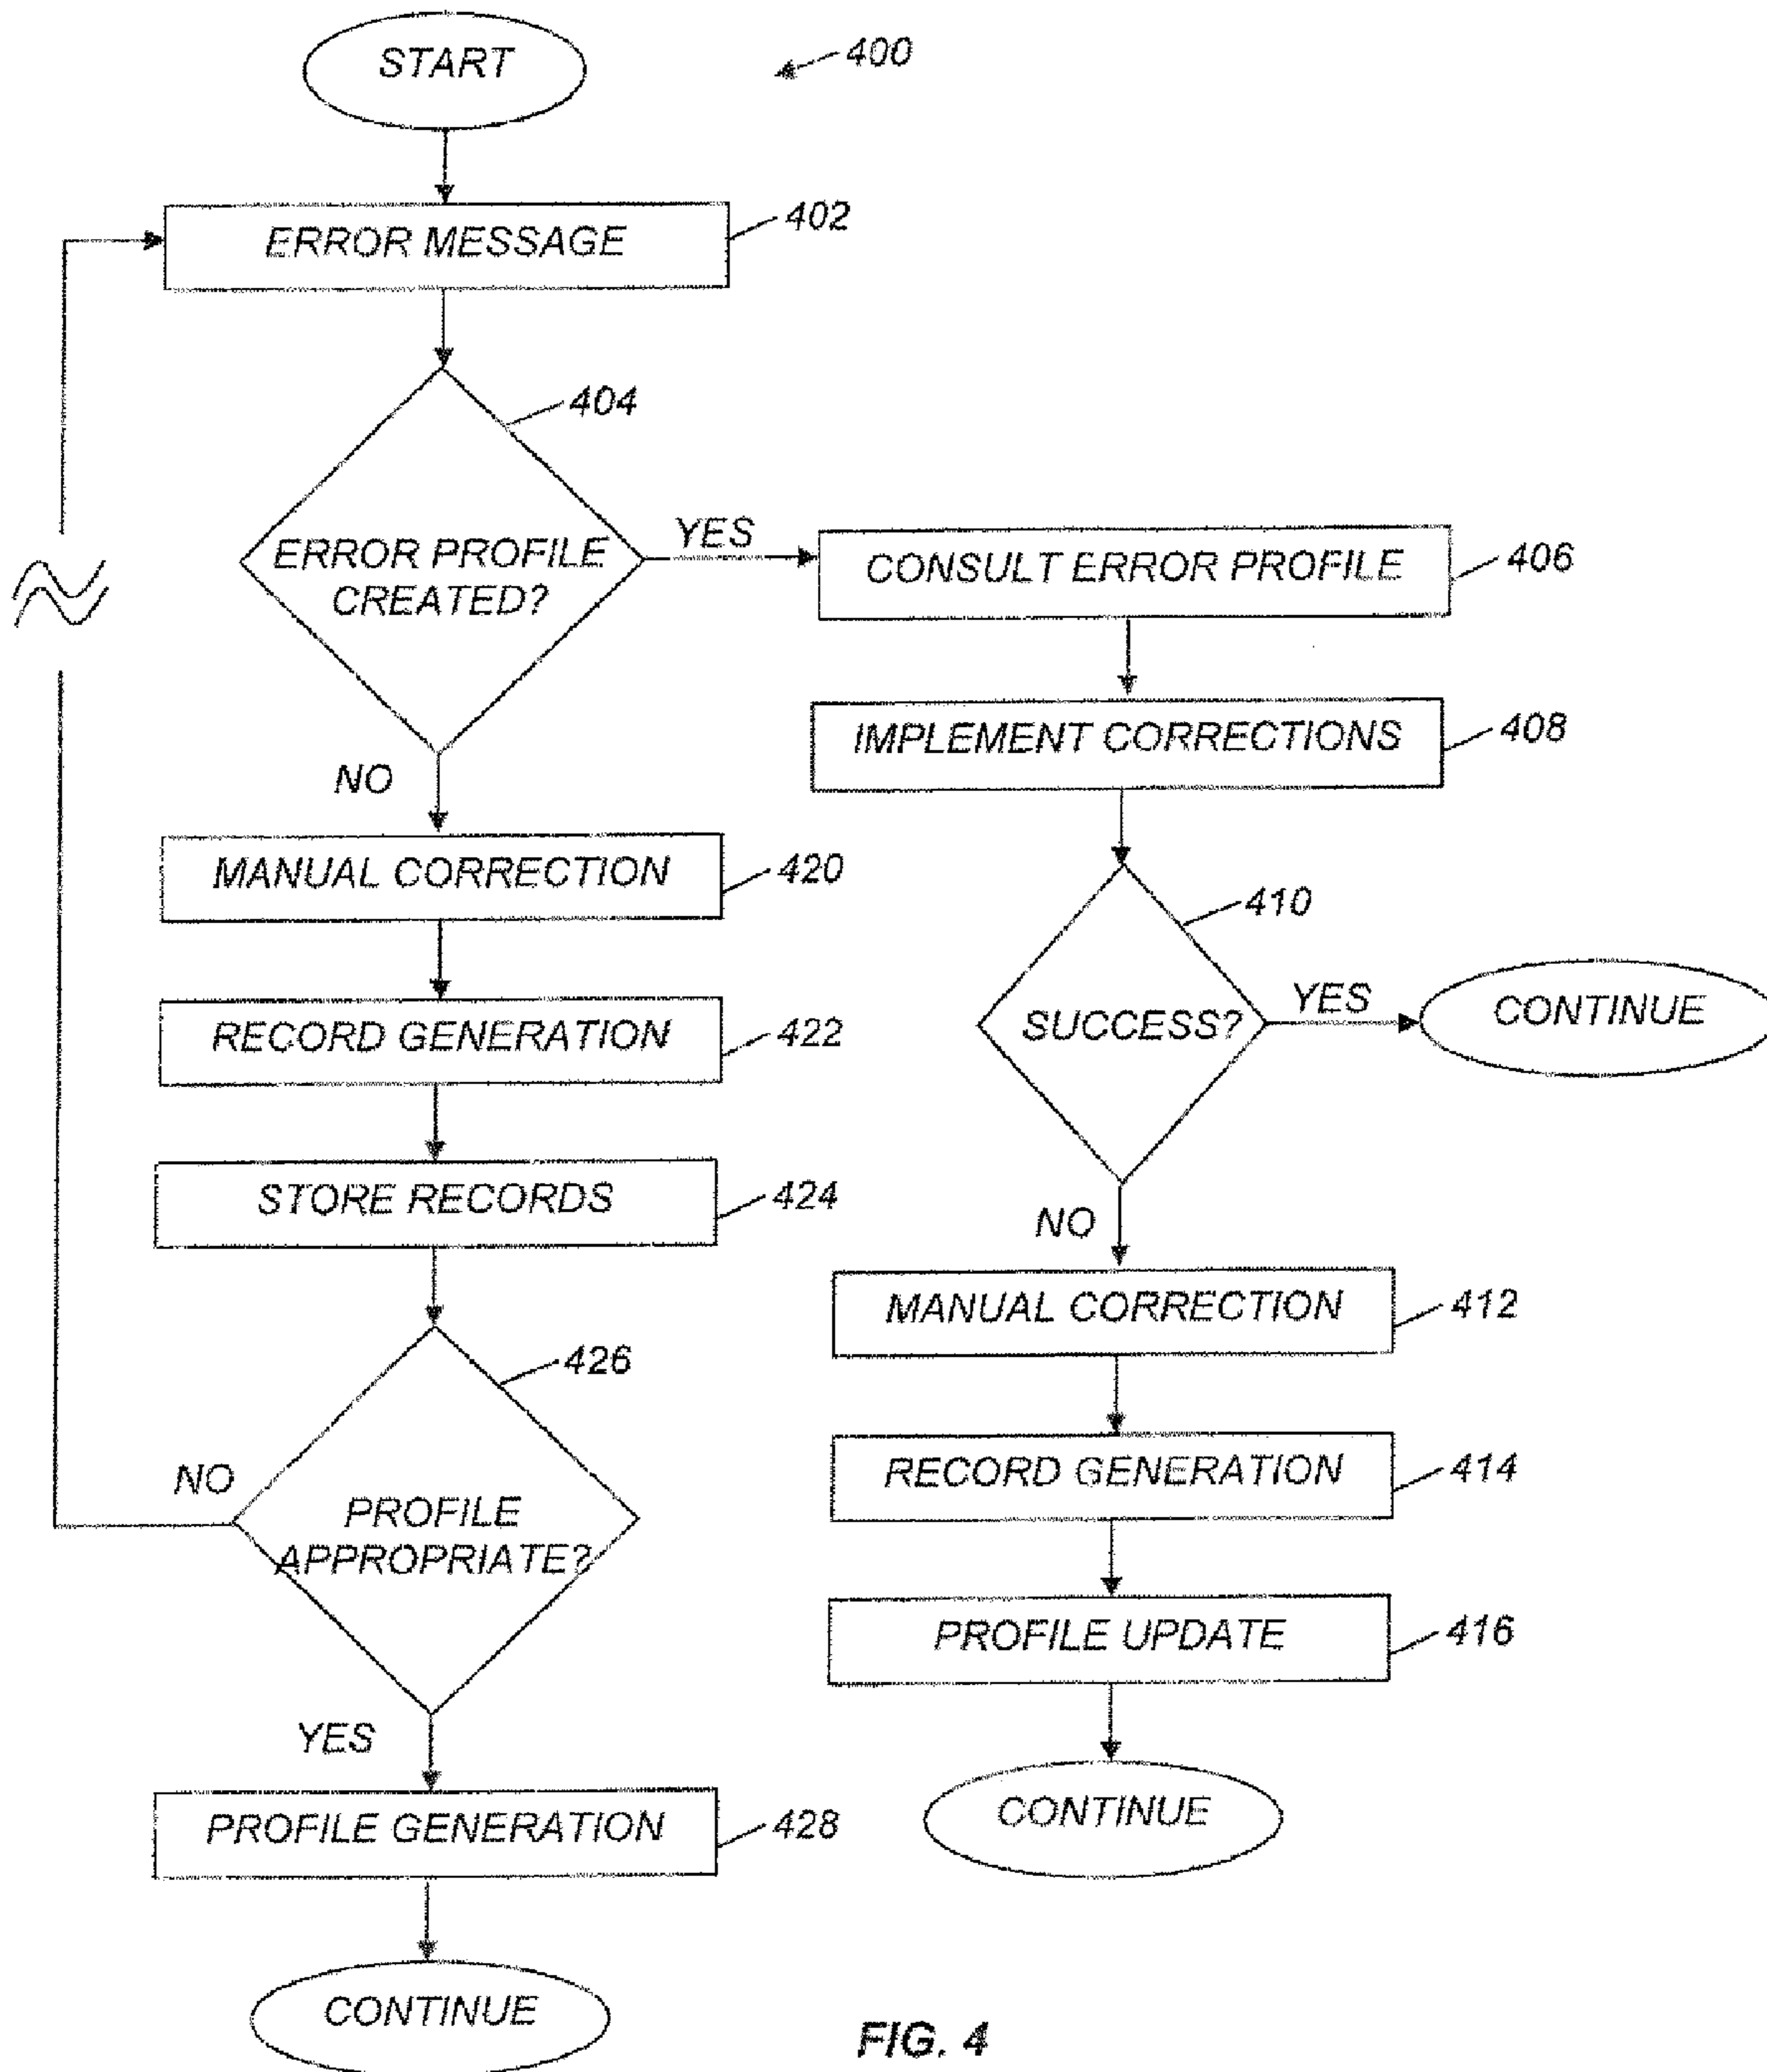 START
400
ERROR MESSAGE
402
404
ERROR PROFILE
CREATED?
YES
CONSULT ERROR PROFILE
406
IMPLEMENT CORRECTIONS
408
NO
MANUAL CORRECTION
420
410
SUCCESS?
YES
CONTINUE
RECORD GENERATION
422
STORE RECORDS
424
NO
MANUAL CORRECTION
412
426
PROFILE
APPROPRIATE?
NO
RECORD GENERATION
414
PROFILE UPDATE
416
YES
PROFILE GENERATION
428
CONTINUE
CONTINUE
FIG. 4